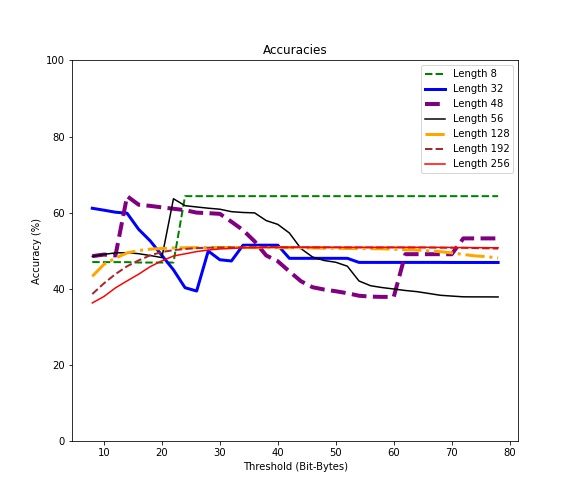 Accuracies
100
80
60
40
20
0
Accuracy (%)
10
20
30
40
50
60
70
80
Threshold (Bit-Bytes)
Length 8
Length 32
Length 48
Length 56
Length 128
Length 192
Length 256